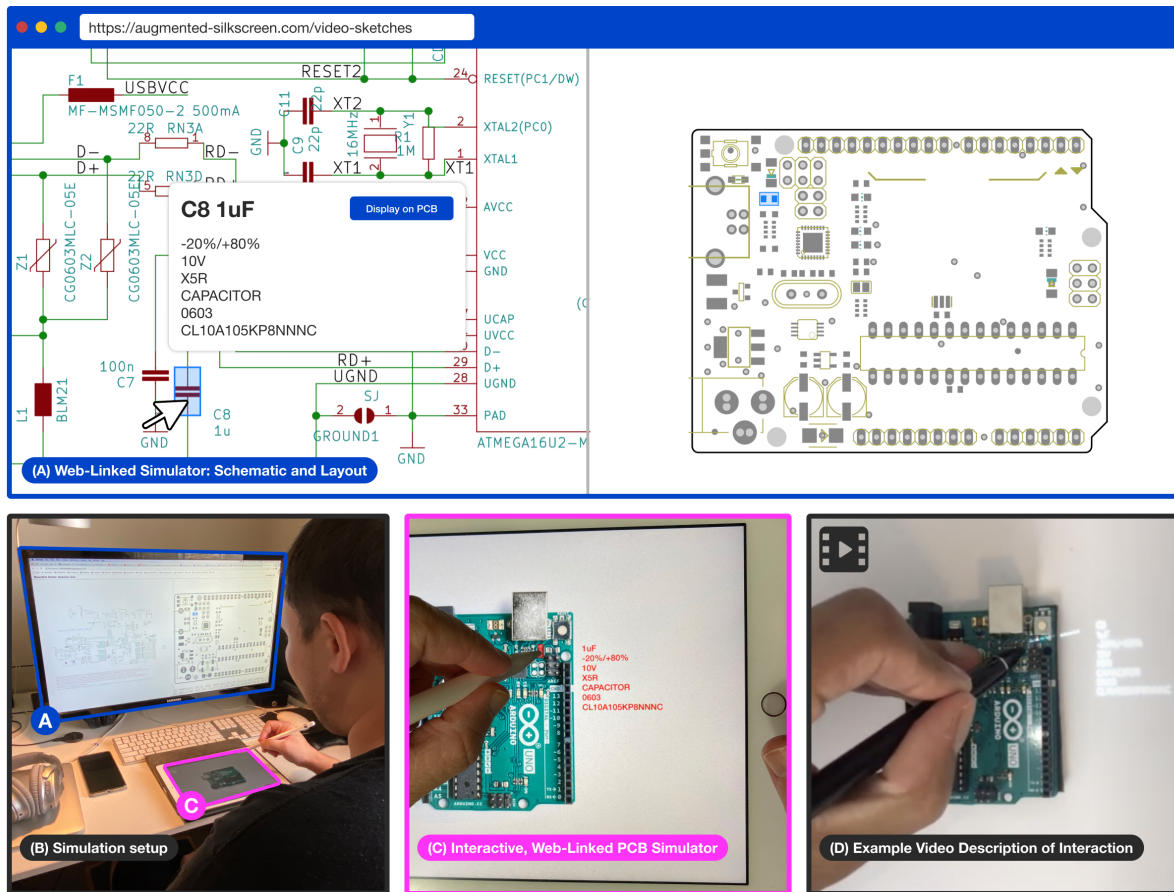 https://augmented-silkscreen.com/video-sketches
RESET2
24
RESET(PC1/DW)
F1
USBVCC
MF-MSMF050-2 500mA
C11
22p
XT2
2
XTAL2(PC0)
22R RN3A
8
1
D-
RD-
GND
C9
22p
16MHz
1
2
Y1
R1
1M
1
XTAL1
D+
XT1
XT1
22R RN3D
5
C8 1uF
Display on PCB
AVCC
-20%/+80%
10V
X5R
CAPACITOR
0603
CL10A105KP8NNNC
Z1
CG0603MLC-05E
Z2
CG0603MLC-05E
VCC
GND
UCAP
UVCC
D-
RD+
29
D+
UGND
28
UGND
100n
C7
L1
BLM21
C8
1u
GND
SJ
2
1
33
PAD
GROUND1
GND
ATMEGA16U2-M
(A) Web-Linked Simulator: Schematic and Layout
A
C
(B) Simulation setup
1uF
-20%/+80%
10V
X5R
CAPACITOR
0603
CL10A105KP8NNNC
ARDUINO
UNO
(C) Interactive, Web-Linked PCB Simulator
UNO
(D) Example Video Description of Interaction